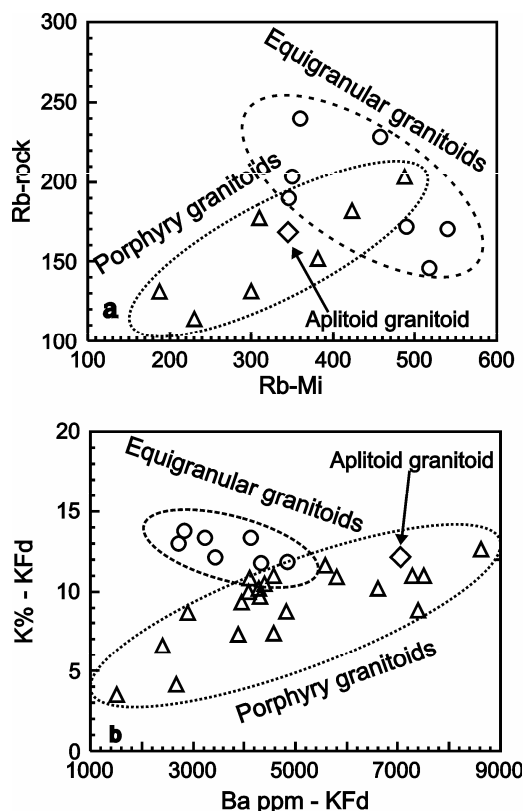 300
250
200
150
100
Rb-rock
Equigranular granitoids
Porphyry granitoids
Aplitoid granitoid
a
100 200 300 400 500 600
Rb-Mi
20
15
10
5
0
K% - KFd
Equigranular granitoids
Aplitoid granitoid
Porphyry granitoids
b
1000 3000 5000 7000 9000
Ba ppm - KFd